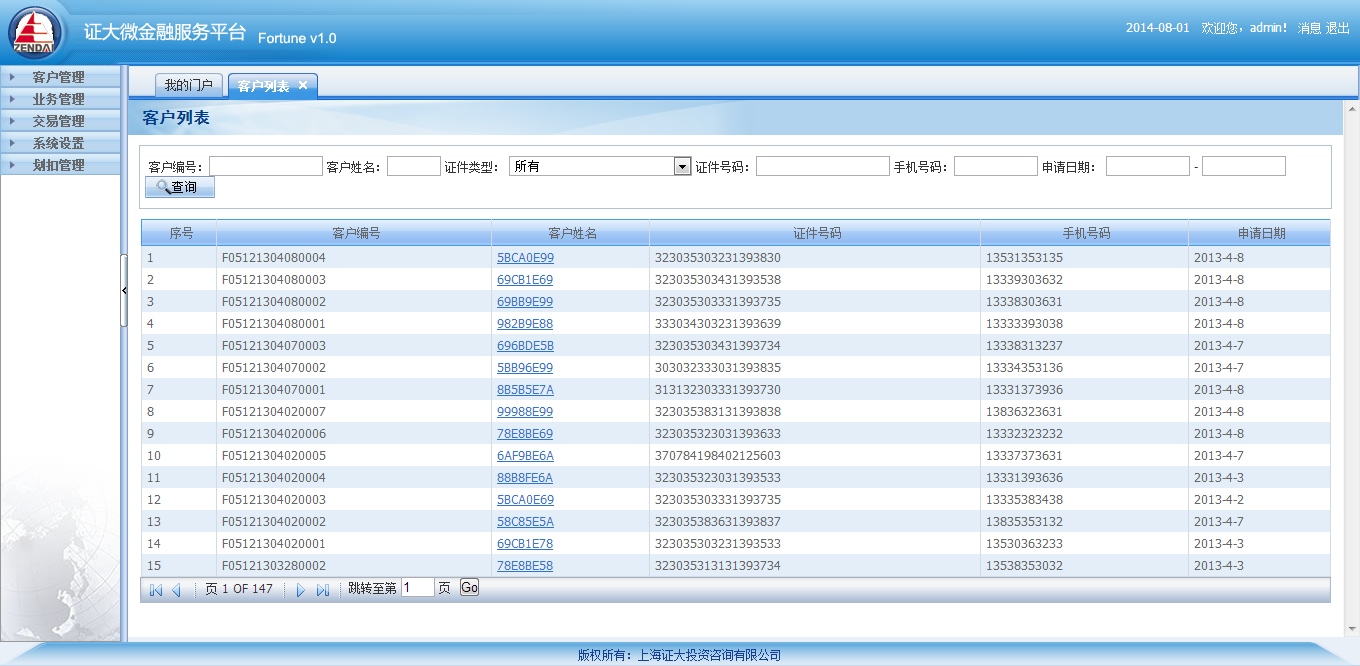 ZENDAI 证大微金融服务平台 Fortune v1.0 2014-08-01 欢迎您，admin! 消息 退出
客户管理
业务管理
交易管理
系统设置
划扣管理
我的门户 客户列表 ×
客户列表
客户编号： 客户姓名： 证件类型： 所有 证件号码： 手机号码： 申请日期： -
查询
序号 客户编号 客户姓名 证件号码 手机号码 申请日期
1 F05121304080004 5BCA0E99 323035303231393830 13531353135 2013-4-8
2 F05121304080003 69CB1E69 323035303431393538 13339303632 2013-4-8
3 F05121304080002 69BB9E99 323035303331393735 13338303631 2013-4-8
4 F05121304080001 982B9E88 333034303231393639 13333393038 2013-4-8
5 F05121304070003 696BDE5B 323035303431393734 13338313237 2013-4-7
6 F05121304070002 5BB96E99 303032333031393835 13334353136 2013-4-7
7 F05121304070001 8B5B5E7A 313132303331393730 13331373936 2013-4-8
8 F05121304020007 99988E99 323035383131393838 13836323631 2013-4-8
9 F05121304020006 78E8BE69 323035323031393633 13332323232 2013-4-8
10 F05121304020005 6AF9BE6A 370784198402125603 13337373631 2013-4-7
11 F05121304020004 88B8FE6A 323035323031393533 13331393636 2013-4-3
12 F05121304020003 5BCA0E69 323035303331393735 13335383438 2013-4-2
13 F05121304020002 58C85E5A 323035383631393837 13835353132 2013-4-7
14 F05121304020001 69CB1E78 323035303231393533 13530363233 2013-4-3
15 F05121303280002 78E8BE58 323035313131393734 13538353032 2013-4-3
页 1 OF 147 跳转至第 1 页 Go
版权所有：上海证大投资咨询有限公司